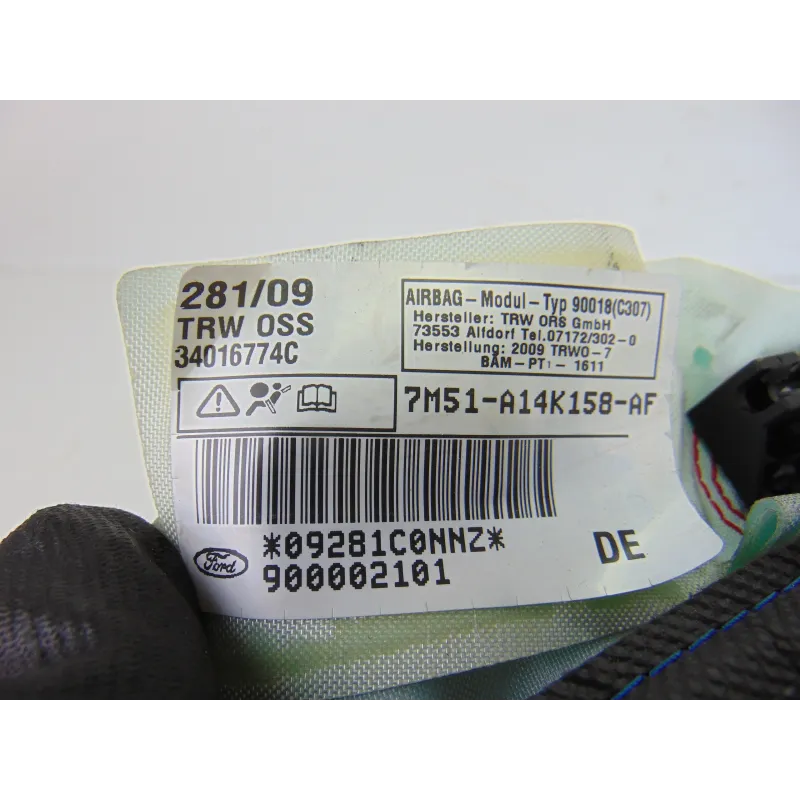 281/09
TRW OSS
34016774C
AIRBAG-Modul-Typ 90018(C307)
Hersteller: TRW ORS GmbH
73553 Alfdorf Tel.07172/302-0
Herstellung: 2009 TRWO-7
BAM-PT1-1611
7M51-A14K158-AF
*09281C0NNZ*
Ford
900002101
DE